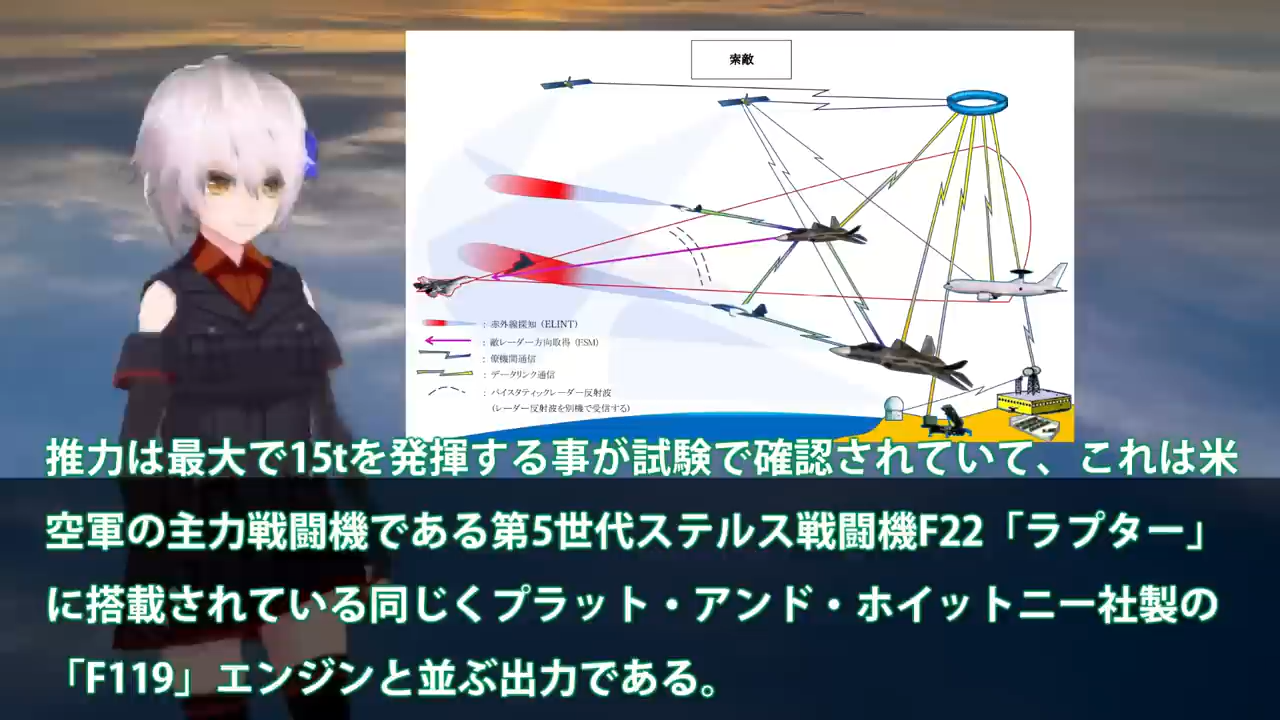 索敵
：赤外線探知（ELINT）
：敵レーダー方向取得（ESM）
：僚機間通信
：データリンク通信
：バイスタティックレーダー反射波
（レーダー反射波を別機で受信する）
推力は最大で15tを発揮する事が試験で確認されていて、これは米
空軍の主力戦闘機である第5世代ステルス戦闘機F22「ラプター」
に搭載されている同じくプラット・アンド・ホイットニー社製の
「F119」エンジンと並ぶ出力である。